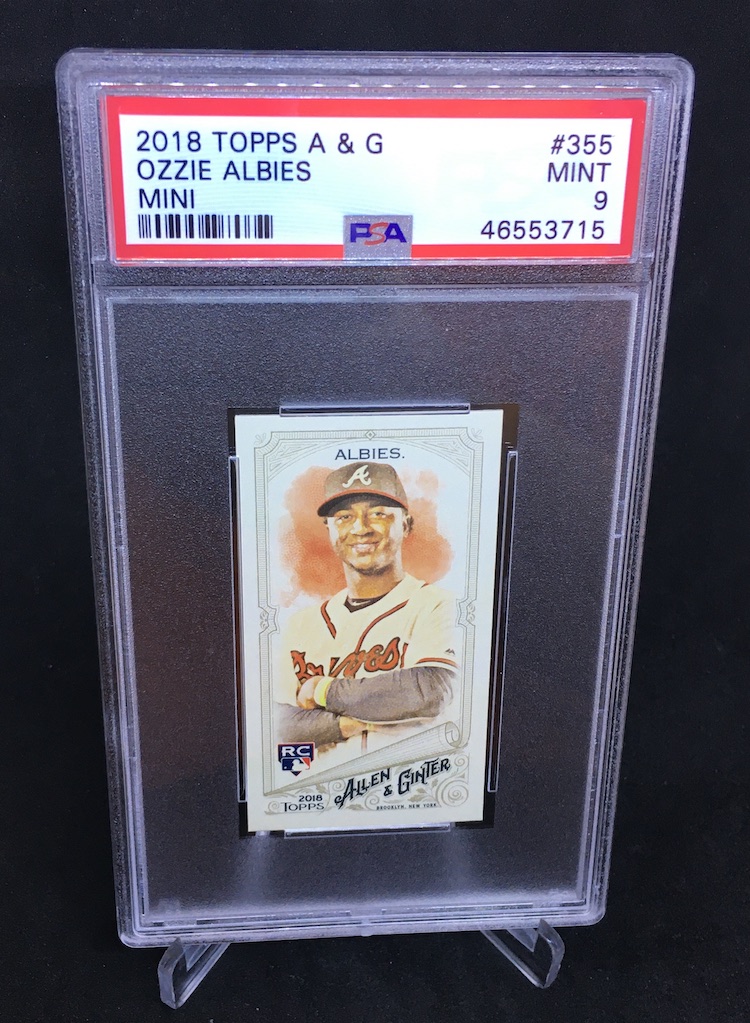 2018 TOPPS A & G #355
OZZIE ALBIES MINT
MINI 9
PSA 46553715
ALBIES.
A
Braves
RC
2018
TOPPS
ALLEN
& GINTER
BROOKLYN, NEW YORK